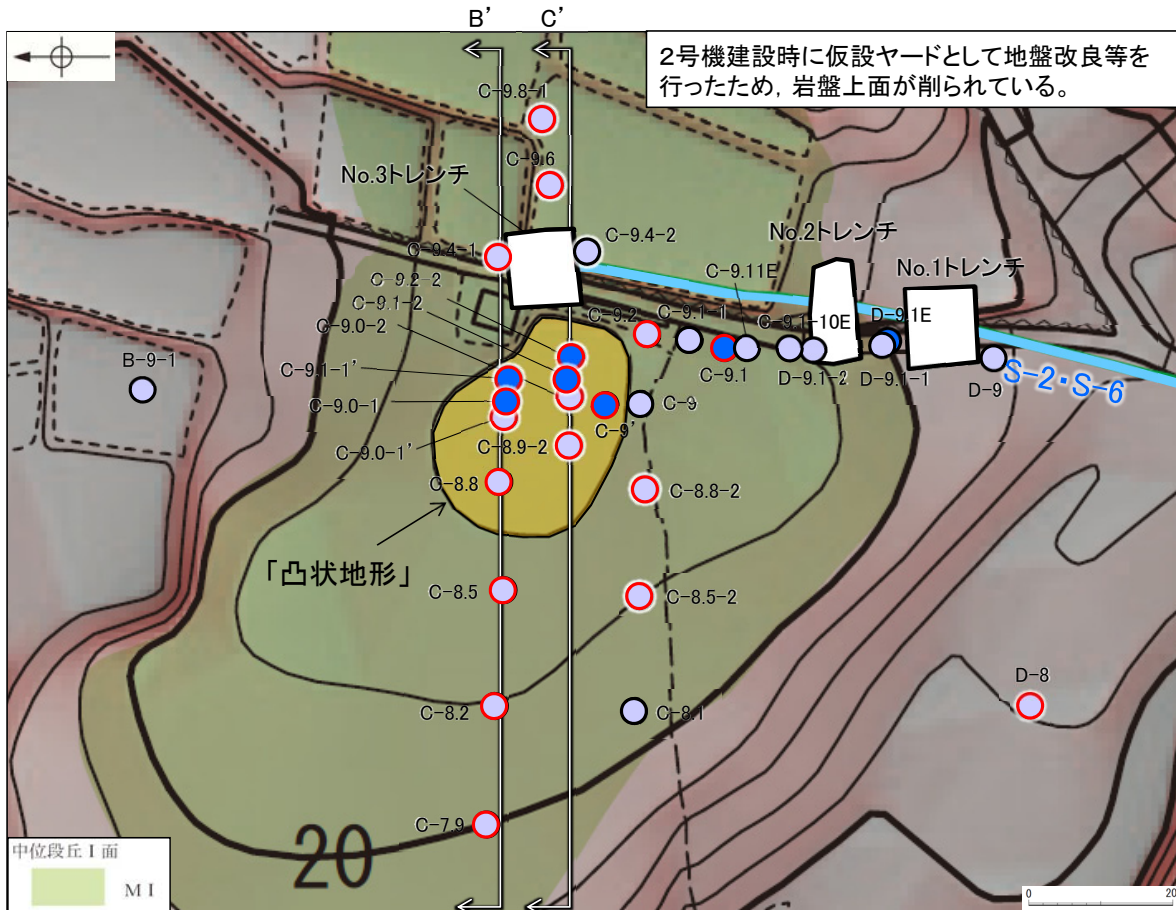 B’
C’
2号機建設時に仮設ヤードとして地盤改良等を
行ったため，岩盤上面が削られている。
C-9.8-1
C-9.6
No.3トレンチ
C-9.4-1
C-9.4-2
No.2トレンチ
C-9.2-2
C-9.11E
No.1トレンチ
C-9.1-2
C-9.0-2
C-9.2
C-9.1-1
C-9.1-10E
D-9.1E
C-9.1-1’
B-9-1
C-9.1
D-9.1-2
D-9.1-1
D-9
S-2・S-6
C-9.0-1
C-9
C-9’
C-9.0-1’
C-8.9-2
C-8.8
C-8.8-2
「凸状地形」
C-8.5
C-8.5-2
C-8.2
C-8.1
D-8
C-7.9
20
中位段丘Ⅰ面
MⅠ
0
20